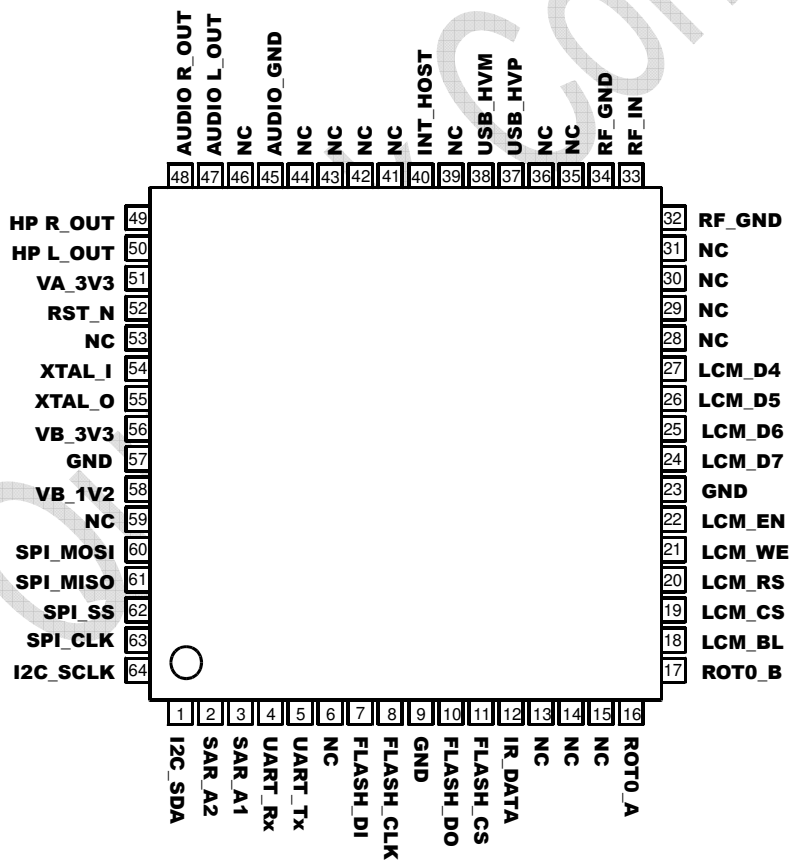 AUDIO R_OUT
AUDIO L_OUT
NC
AUDIO_GND
NC
NC
NC
NC
INT_HOST
NC
USB_HVM
USB_HVP
NC
NC
RF_GND
RF_IN
48 47 46 45 44 43 42 41 40 39 38 37 36 35 34 33
HP R_OUT 49
HP L_OUT 50
VA_3V3 51
RST_N 52
NC 53
XTAL_I 54
XTAL_O 55
VB_3V3 56
GND 57
VB_1V2 58
NC 59
SPI_MOSI 60
SPI_MISO 61
SPI_SS 62
SPI_CLK 63
I2C_SCLK 64
32 RF_GND
31 NC
30 NC
29 NC
28 NC
27 LCM_D4
26 LCM_D5
25 LCM_D6
24 LCM_D7
23 GND
22 LCM_EN
21 LCM_WE
20 LCM_RS
19 LCM_CS
18 LCM_BL
17 ROT0_B
1 2 3 4 5 6 7 8 9 10 11 12 13 14 15 16
I2C_SDA
SAR_A2
SAR_A1
UART_Rx
UART_Tx
NC
FLASH_DI
FLASH_CLK
GND
FLASH_DO
FLASH_CS
IR_DATA
NC
NC
NC
ROT0_A